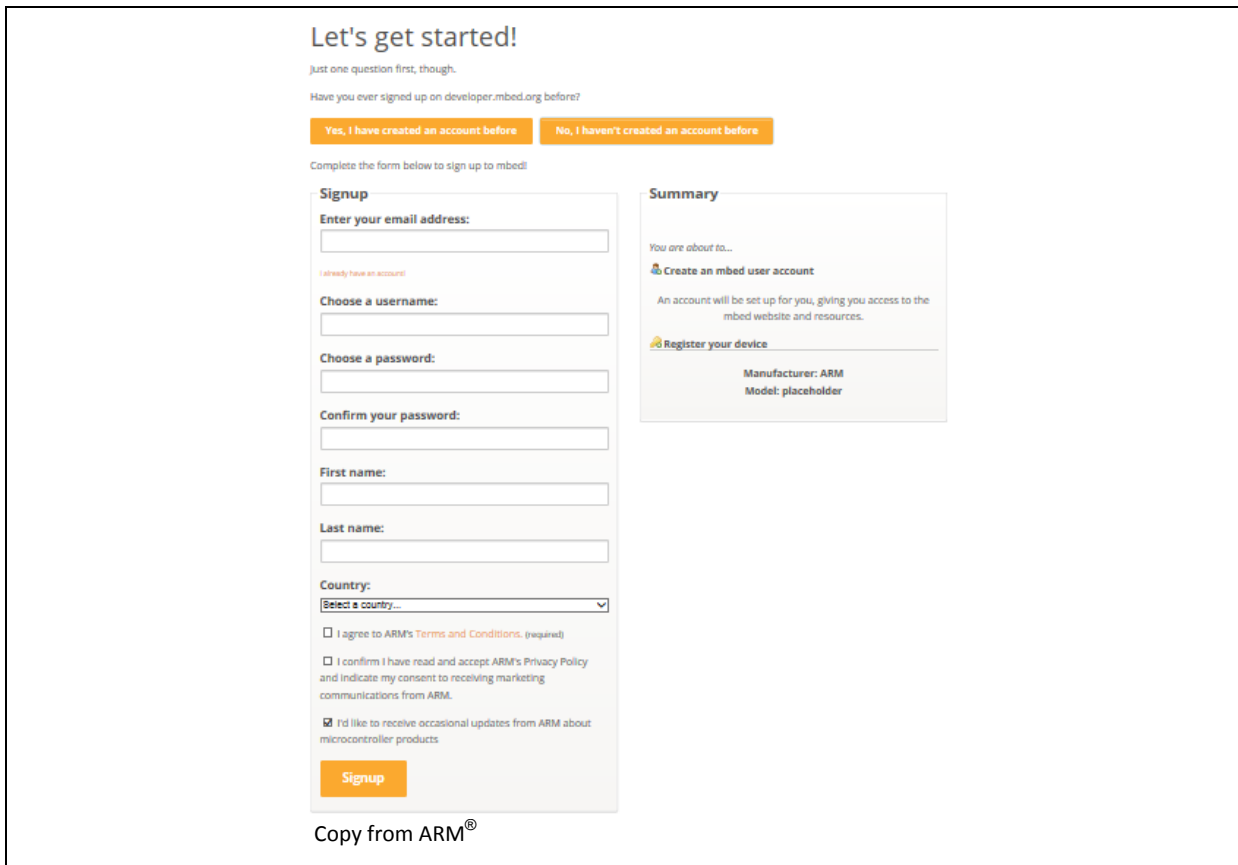 Let's get started!
Just one question first, though.
Have you ever signed up on developer.mbed.org before?
Yes, I have created an account before
No, I haven't created an account before
Complete the form below to sign up to mbed!
Signup
Enter your email address:
I already have an account!
Choose a username:
Choose a password:
Confirm your password:
First name:
Last name:
Country:
Select a country...
I agree to ARM's Terms and Conditions. (required)
I confirm I have read and accept ARM's Privacy Policy
and indicate my consent to receiving marketing
communications from ARM.
I'd like to receive occasional updates from ARM about
microcontroller products
Signup
Summary
You are about to...
Create an mbed user account
An account will be set up for you, giving you access to the
mbed website and resources.
Register your device
Manufacturer: ARM
Model: placeholder
Copy from ARM®